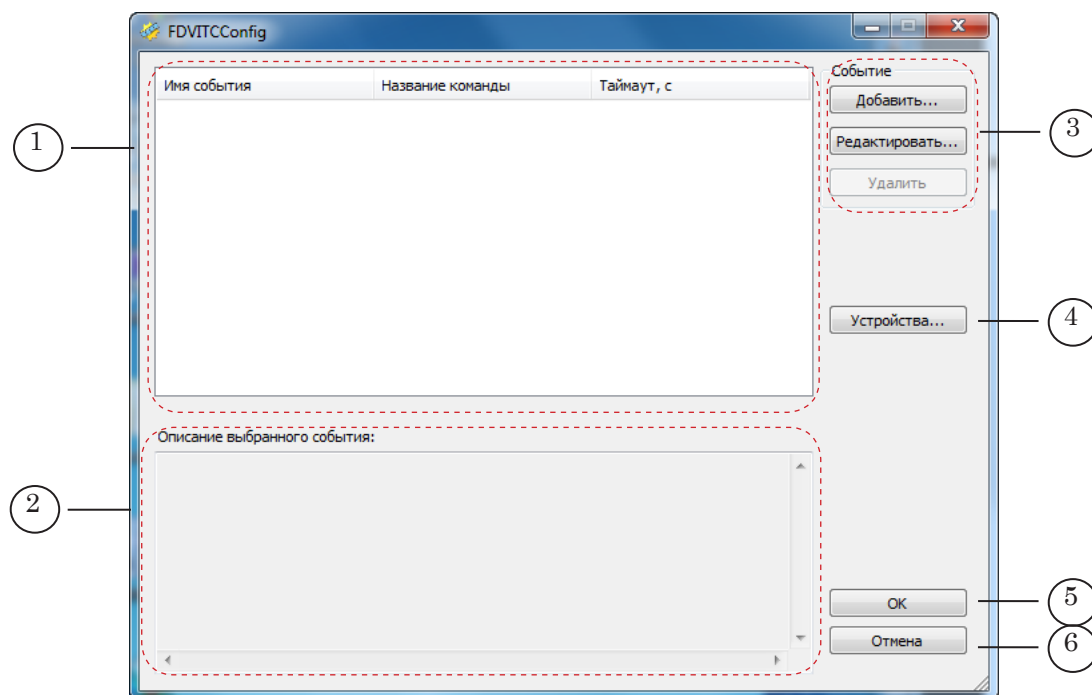 FDVITCConfig
Имя события Название команды Таймаут, с
Событие
Добавить...
Редактировать...
Удалить
Устройства...
Описание выбранного события:
OK
Отмена
1
2
3
4
5
6